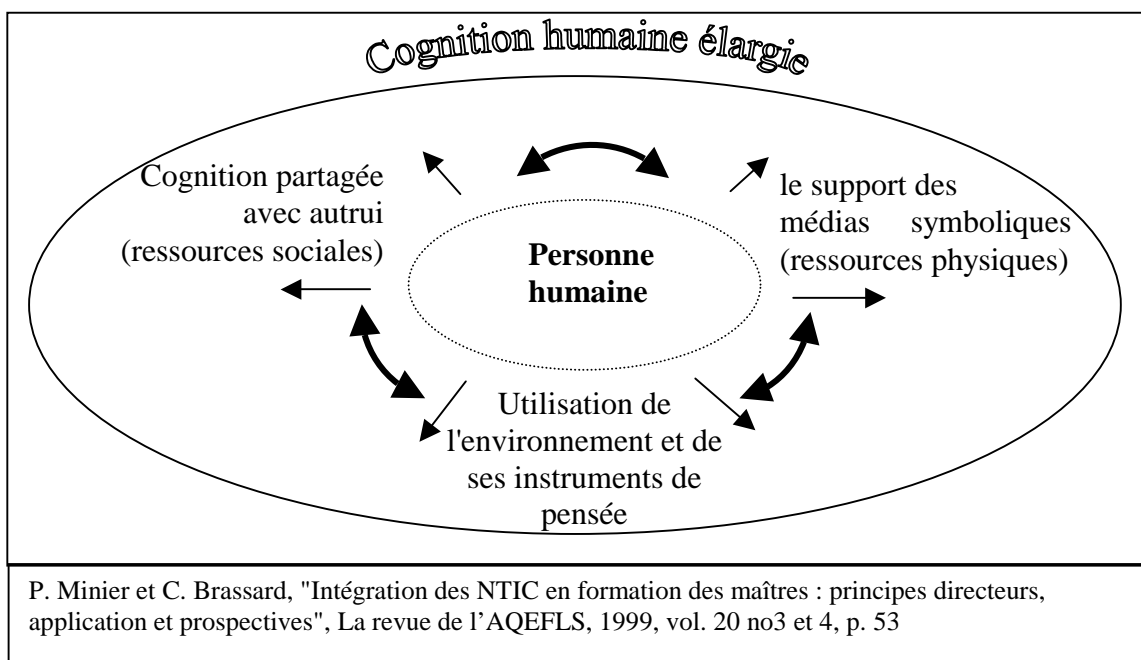 Cognition humaine élargie
Cognition partagée
avec autrui
(ressources sociales)
le support des
médias symboliques
(ressources physiques)
Personne
humaine
Utilisation de
l'environnement et de
ses instruments de
pensée
P. Minier et C. Brassard, "Intégration des NTIC en formation des maîtres : principes directeurs,
application et prospectives", La revue de l’AQEFLS, 1999, vol. 20 no3 et 4, p. 53